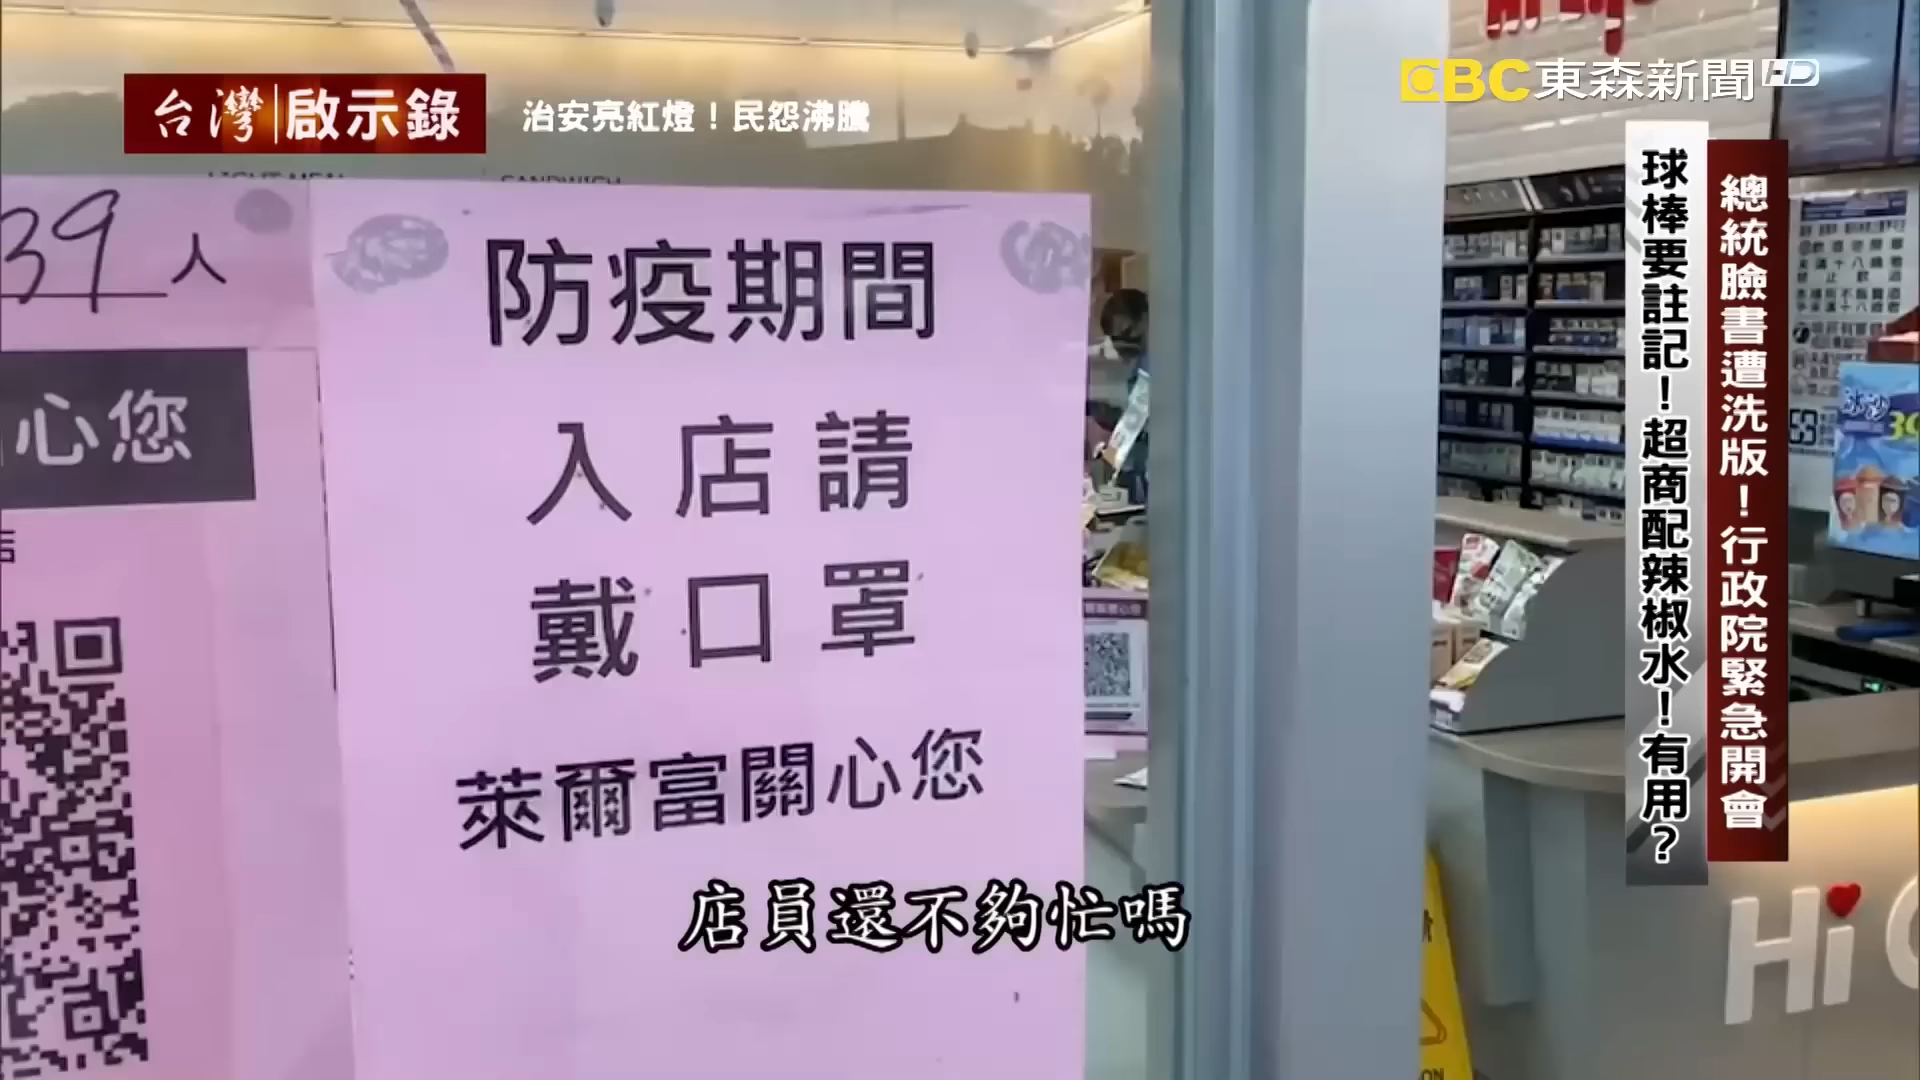 台灣|啟示錄
治安亮紅燈！民怨沸騰
EBC東森新聞HD
總統臉書遭洗版！行政院緊急開會
球棒要註記！超商配辣椒水！有用？
39人
心您
店
防疫期間
入店請
戴口罩
萊爾富關心您
店員還不夠忙嗎
冰沙
39
Hi